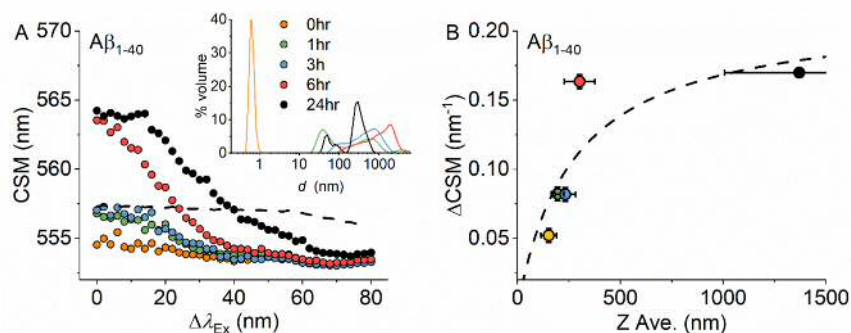 A
Aβ1-40
CSM (nm)
570
565
560
555
0
20
40
60
80
ΔλEx (nm)
% volume
40
30
20
10
0
1
100
1000
d (nm)
0hr
1hr
3h
6hr
24hr
B
Aβ1-40
ΔCSM (nm-1)
0.20
0.15
0.10
0.05
0
500
1000
1500
Z Ave. (nm)